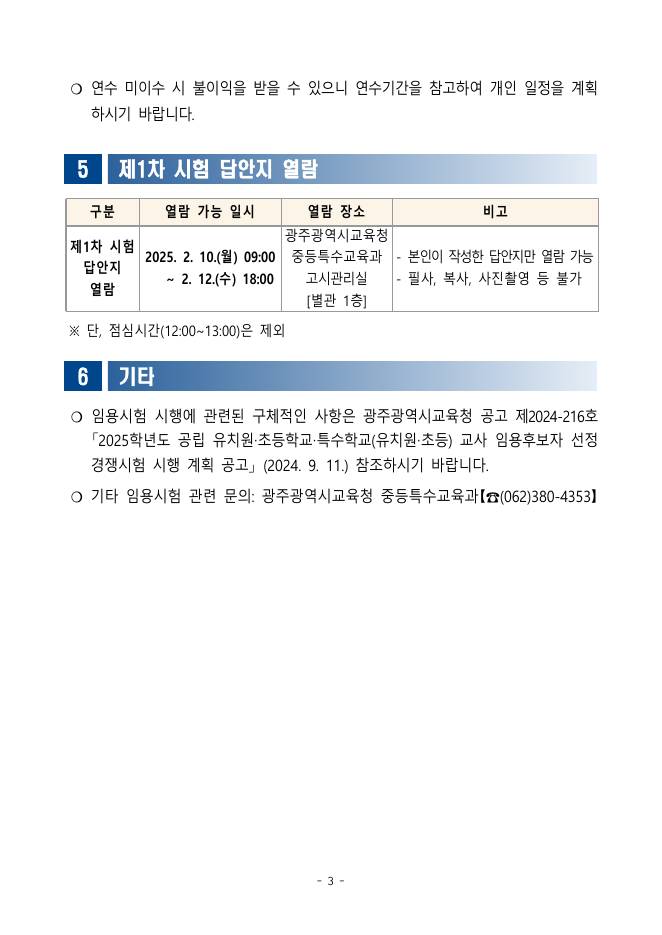 ❍ 연수 미이수 시 불이익을 받을 수 있으니 연수기간을 참고하여 개인 일정을 계획
하시기 바랍니다.
5 제1차 시험 답안지 열람
구분 열람 가능 일시 열람 장소 비고
제1차 시험
답안지
열람
2025. 2. 10.(월) 09:00
~ 2. 12.(수) 18:00
광주광역시교육청
중등특수교육과
고시관리실
[별관 1층]
- 본인이 작성한 답안지만 열람 가능
- 필사, 복사, 사진촬영 등 불가
※ 단, 점심시간(12:00~13:00)은 제외
6 기타
❍ 임용시험 시행에 관련된 구체적인 사항은 광주광역시교육청 공고 제2024-216호
「2025학년도 공립 유치원·초등학교·특수학교(유치원·초등) 교사 임용후보자 선정
경쟁시험 시행 계획 공고」(2024. 9. 11.) 참조하시기 바랍니다.
❍ 기타 임용시험 관련 문의: 광주광역시교육청 중등특수교육과【☎(062)380-4353】
- 3 -